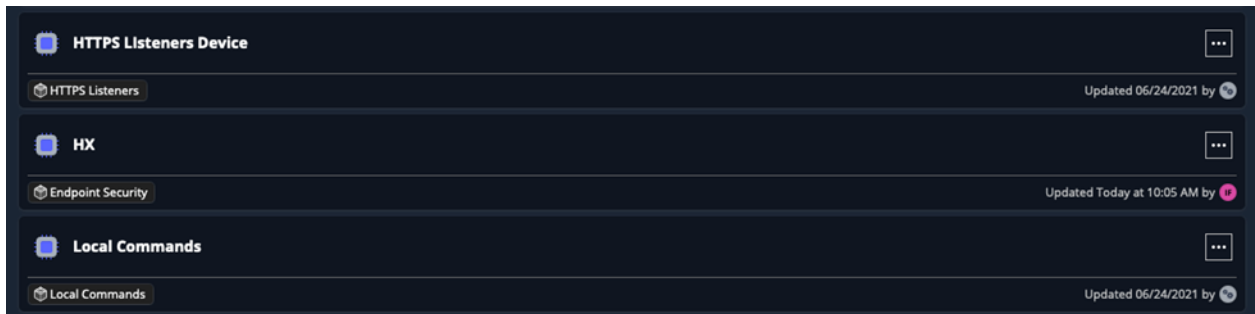 HTTPS LIsteners Device
HTTPS Listeners
Updated 06/24/2021 by
HX
Endpoint Security
Updated Today at 10:05 AM by IF
Local Commands
Local Commands
Updated 06/24/2021 by